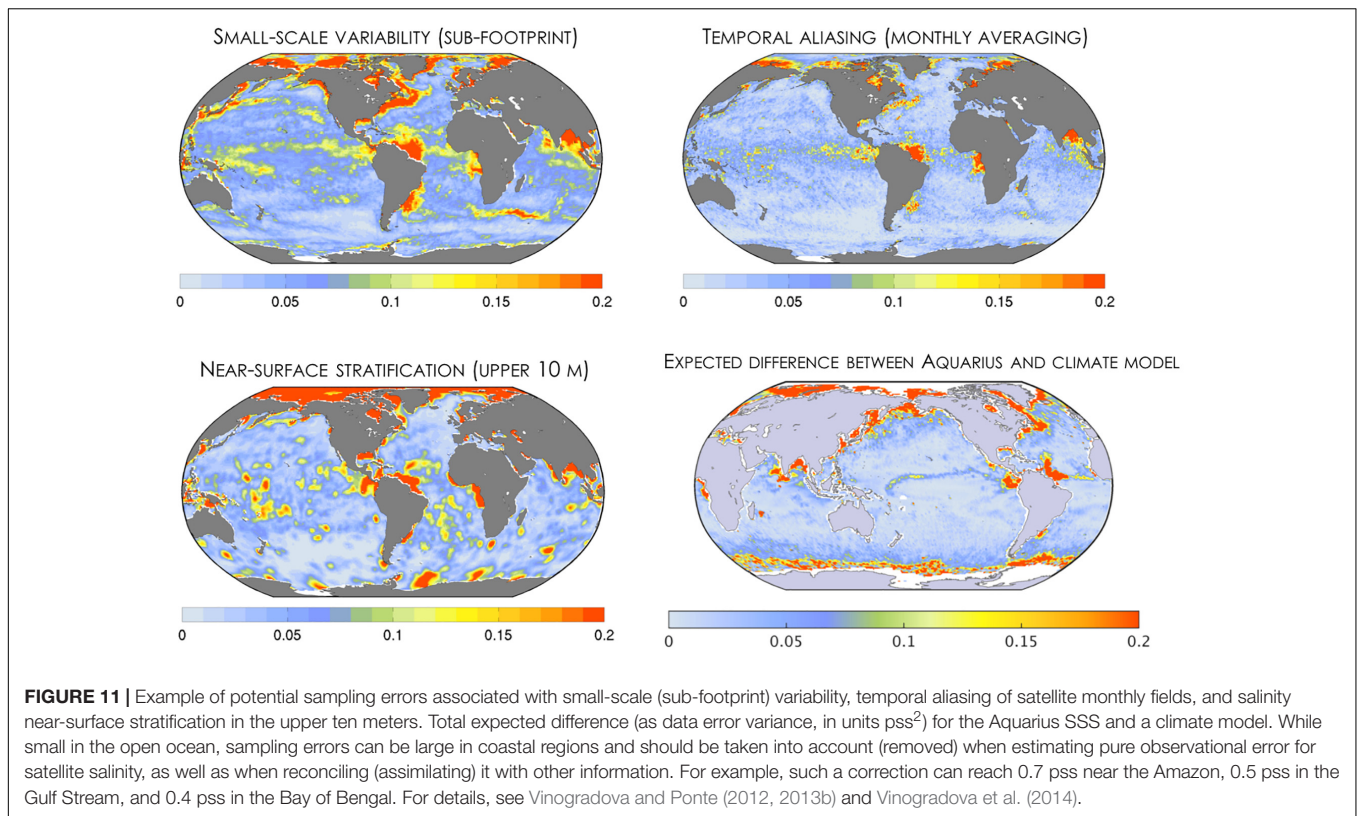 SMALL-SCALE VARIABILITY (SUB-FOOTPRINT)
TEMPORAL ALIASING (MONTHLY AVERAGING)
0 0.05 0.1 0.15 0.2
0 0.05 0.1 0.15 0.2
NEAR-SURFACE STRATIFICATION (UPPER 10 M)
EXPECTED DIFFERENCE BETWEEN AQUARIUS AND CLIMATE MODEL
0 0.05 0.1 0.15 0.2
0 0.05 0.1 0.15 0.2
FIGURE 11 | Example of potential sampling errors associated with small-scale (sub-footprint) variability, temporal aliasing of satellite monthly fields, and salinity
near-surface stratification in the upper ten meters. Total expected difference (as data error variance, in units pss²) for the Aquarius SSS and a climate model. While
small in the open ocean, sampling errors can be large in coastal regions and should be taken into account (removed) when estimating pure observational error for
satellite salinity, as well as when reconciling (assimilating) it with other information. For example, such a correction can reach 0.7 pss near the Amazon, 0.5 pss in the
Gulf Stream, and 0.4 pss in the Bay of Bengal. For details, see Vinogradova and Ponte (2012, 2013b) and Vinogradova et al. (2014).